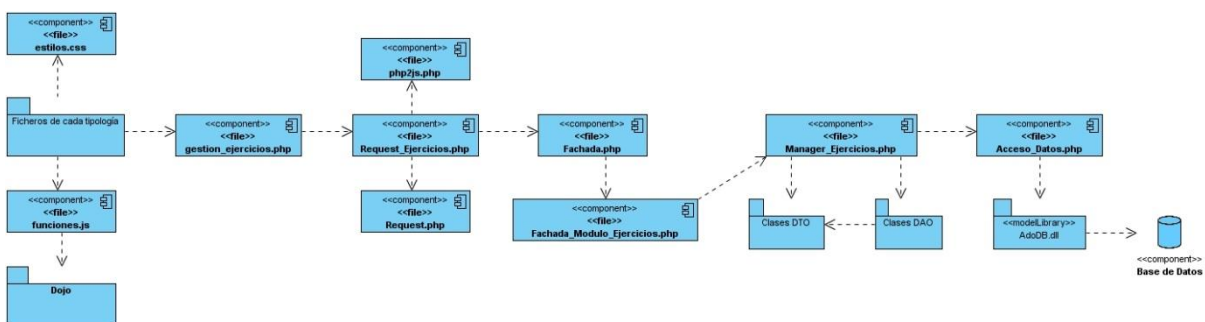 <<component>>
<<file>>
estilos.css
<<component>>
<<file>>
php2js.php
Ficheros de cada tipología
<<component>>
<<file>>
gestion_ejercicios.php
<<component>>
<<file>>
Request_Ejercicios.php
<<component>>
<<file>>
Fachada.php
<<component>>
<<file>>
Manager_Ejercicios.php
<<component>>
<<file>>
Acceso_Datos.php
<<component>>
<<file>>
funciones.js
<<component>>
<<file>>
Request.php
<<component>>
<<file>>
Fachada_Modulo_Ejercicios.php
Clases DTO
Clases DAO
<<modelLibrary>>
AdoDB.dll
<<component>>
Base de Datos
Dojo